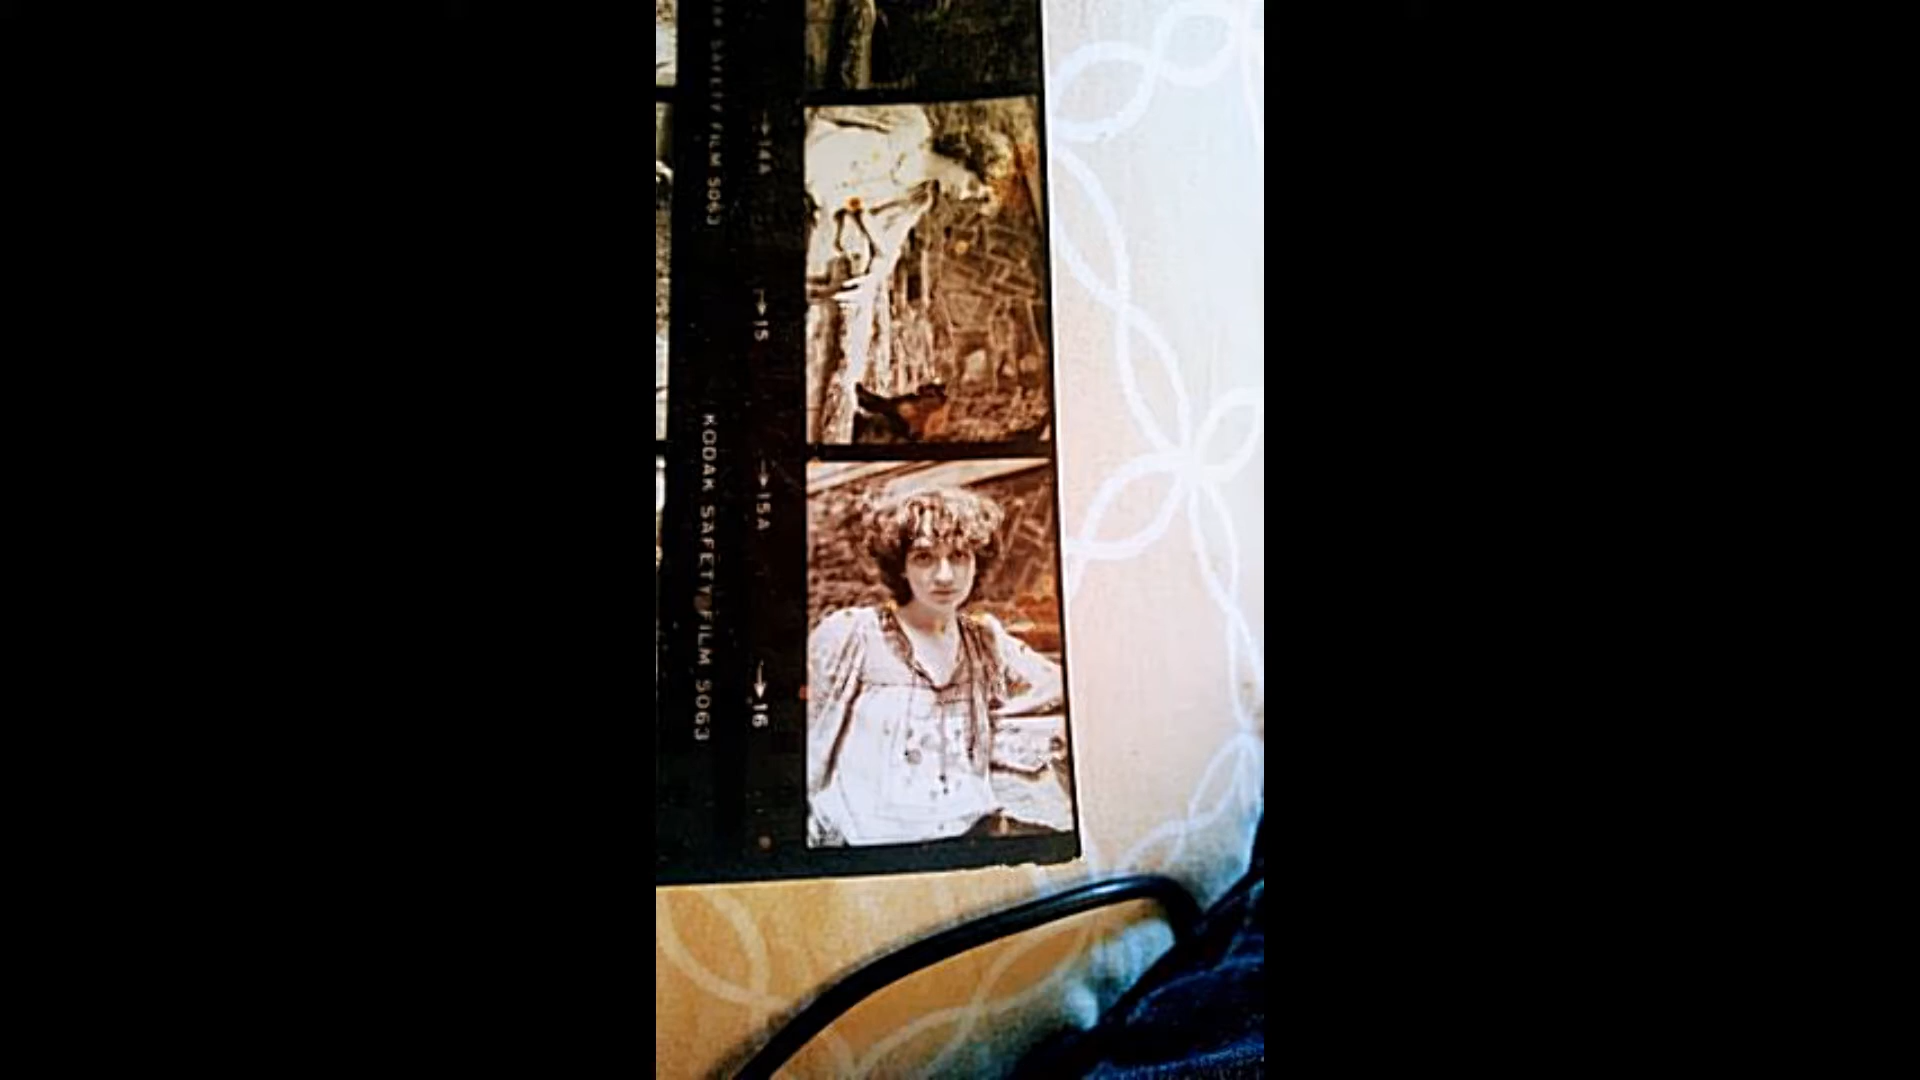 SAFETY FILM 5063
→14A
→15
KODAK SAFETY FILM 5063
→15A
→16